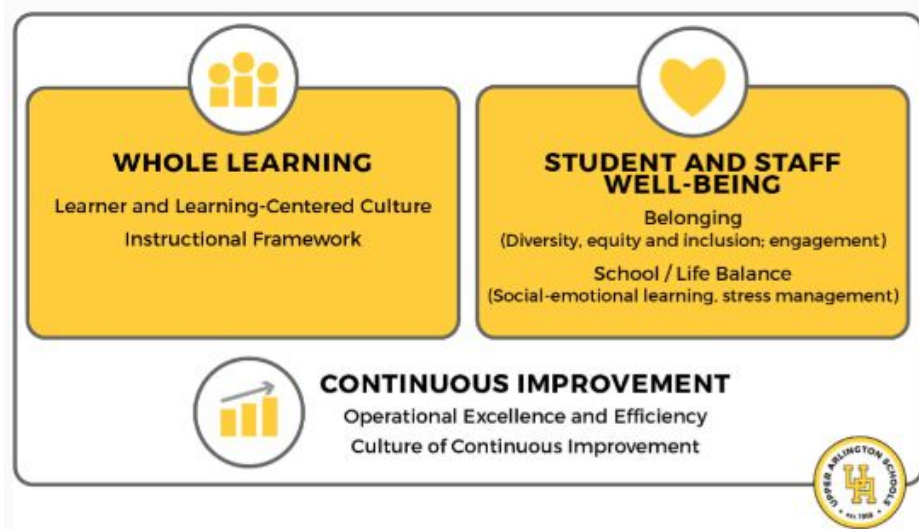 WHOLE LEARNING
Learner and Learning-Centered Culture
Instructional Framework
STUDENT AND STAFF
WELL-BEING
Belonging
(Diversity, equity and inclusion; engagement)
School / Life Balance
(Social-emotional learning, stress management)
CONTINUOUS IMPROVEMENT
Operational Excellence and Efficiency
Culture of Continuous Improvement
UPPER ARLINGTON SCHOOLS
UA